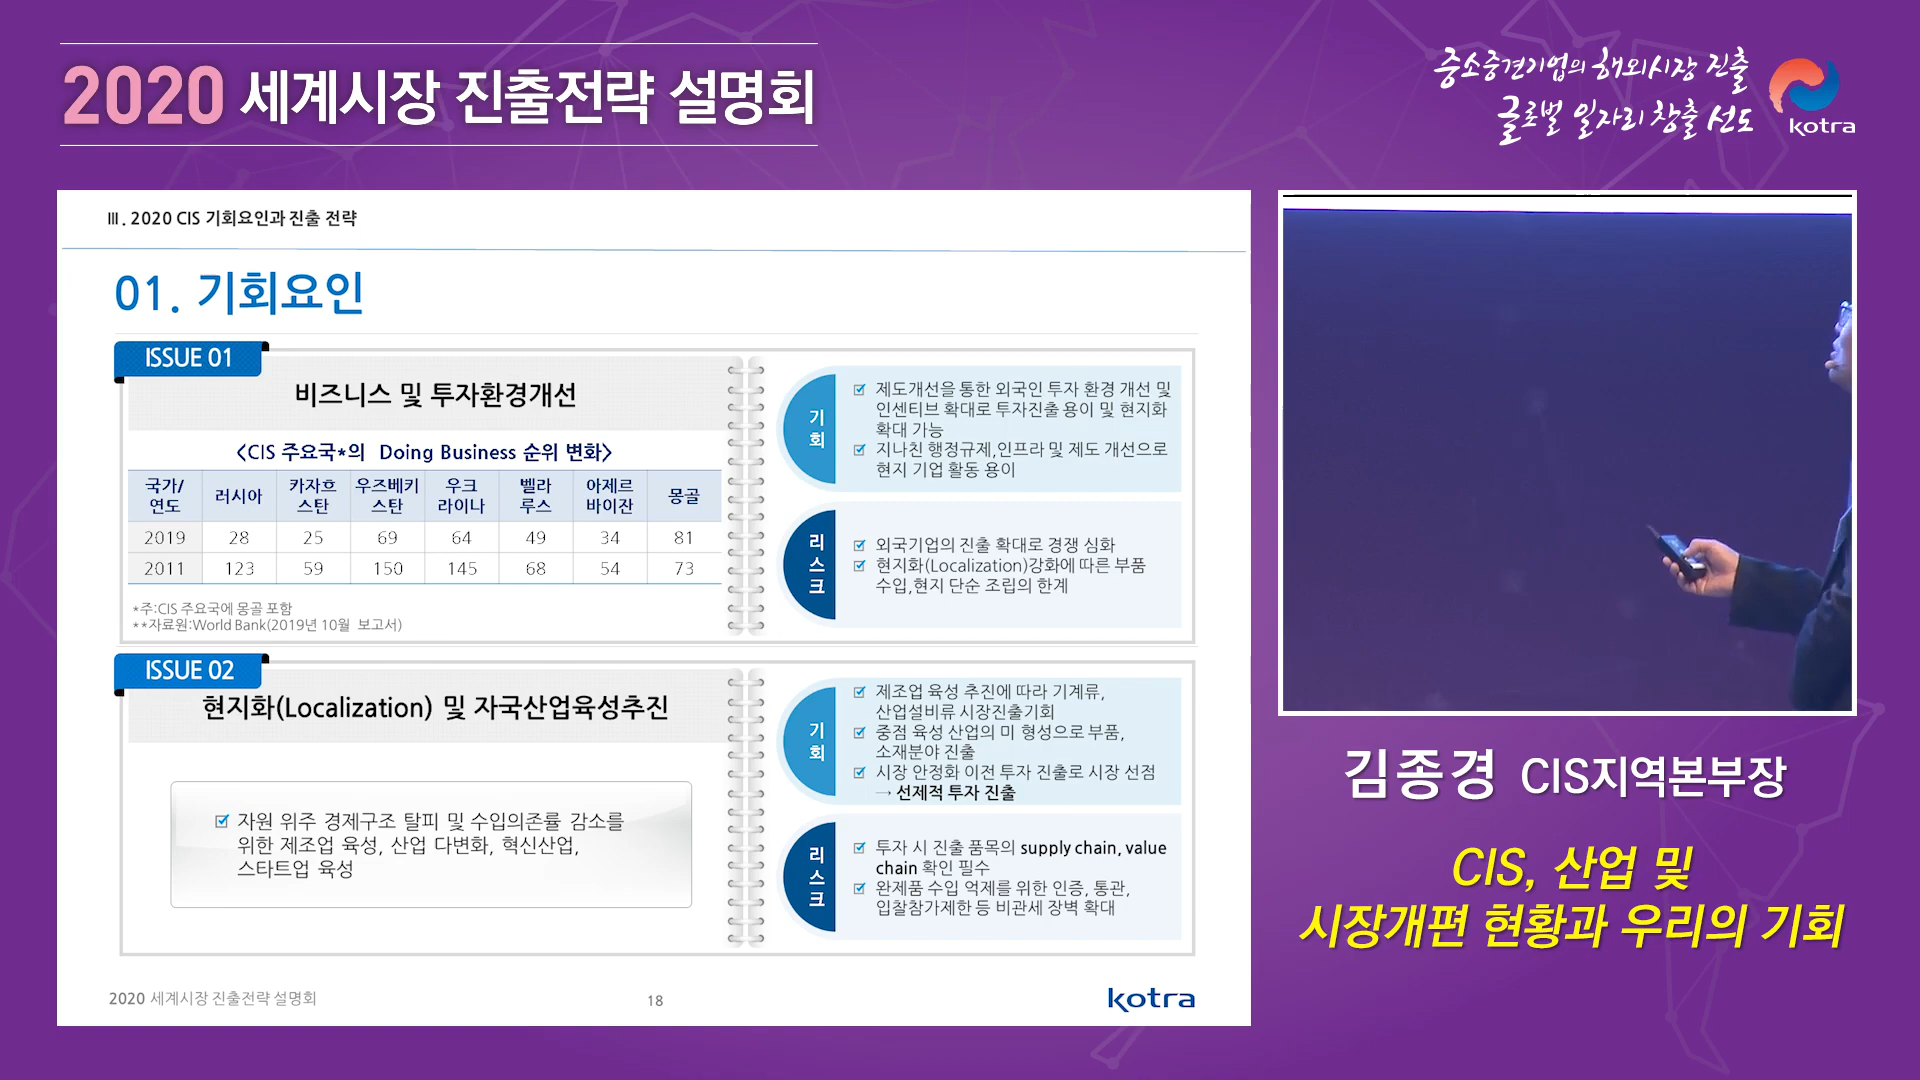 2020 세계시장 진출전략 설명회
중소중견기업의 해외시장 진출
글로벌 일자리 창출 선도
kotra
Ⅲ. 2020 CIS 기회요인과 진출 전략
01. 기회요인
ISSUE 01
비즈니스 및 투자환경개선
<CIS 주요국*의 Doing Business 순위 변화>
국가/연도 러시아 카자흐스탄 우즈베키스탄 우크라이나 벨라루스 아제르바이잔 몽골
2019 28 25 69 64 49 34 81
2011 123 59 150 145 68 54 73
*주:CIS 주요국에 몽골 포함
**자료원:World Bank(2019년 10월 보고서)
기회
제도개선을 통한 외국인 투자 환경 개선 및
인센티브 확대로 투자진출 용이 및 현지화
확대 가능
지나친 행정규제,인프라 및 제도 개선으로
현지 기업 활동 용이
리스크
외국기업의 진출 확대로 경쟁 심화
현지화(Localization)강화에 따른 부품
수입,현지 단순 조립의 한계
ISSUE 02
현지화(Localization) 및 자국산업육성추진
자원 위주 경제구조 탈피 및 수입의존률 감소를
위한 제조업 육성, 산업 다변화, 혁신산업,
스타트업 육성
기회
제조업 육성 추진에 따라 기계류,
산업설비류 시장진출기회
중점 육성 산업의 미 형성으로 부품,
소재분야 진출
시장 안정화 이전 투자 진출로 시장 선점
→ 선제적 투자 진출
리스크
투자 시 진출 품목의 supply chain, value
chain 확인 필수
완제품 수입 억제를 위한 인증, 통관,
입찰참가제한 등 비관세 장벽 확대
2020 세계시장 진출전략 설명회
18
kotra
김종경 CIS지역본부장
CIS, 산업 및
시장개편 현황과 우리의 기회